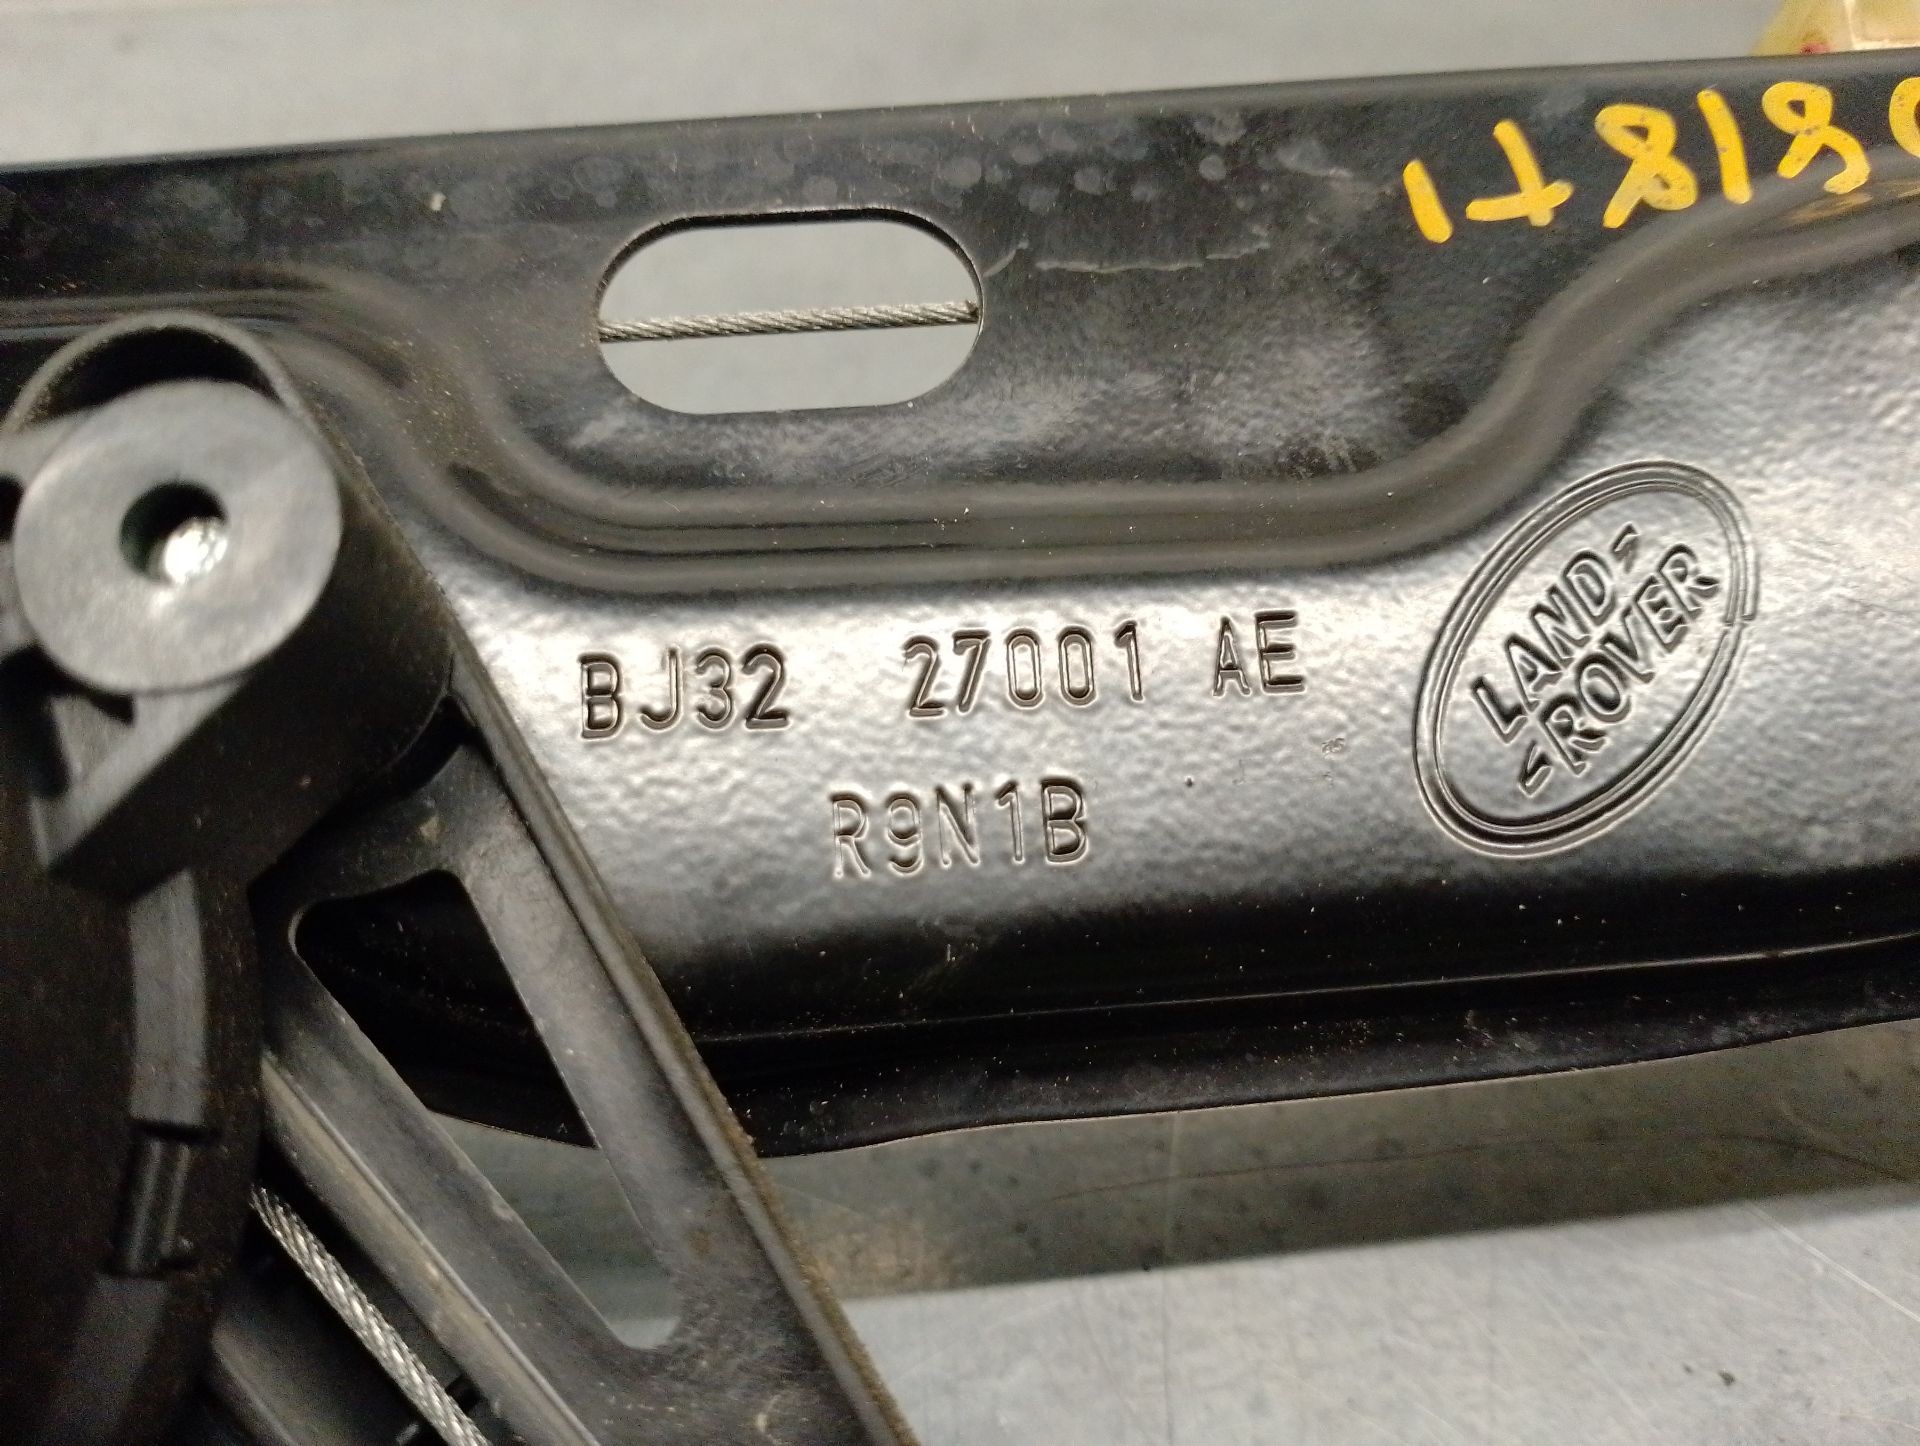 BJ32 27001 AE
R9N1B
LAND
ROVER